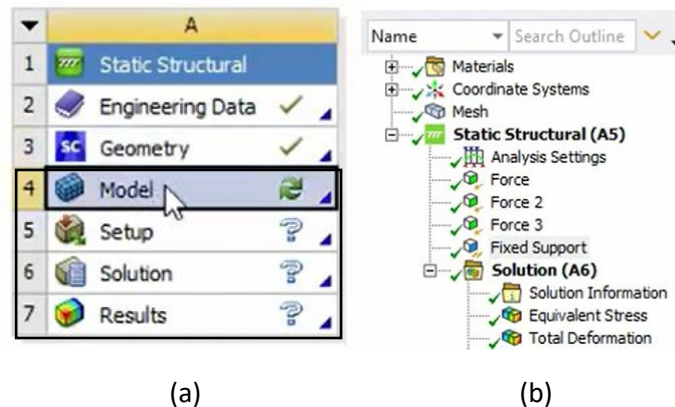 A
1 Static Structural
2 Engineering Data
3 SC Geometry
4 Model
5 Setup
6 Solution
7 Results
(a)
Name Search Outline
Materials
Coordinate Systems
Mesh
Static Structural (A5)
Analysis Settings
Force
Force 2
Force 3
Fixed Support
Solution (A6)
Solution Information
Equivalent Stress
Total Deformation
(b)